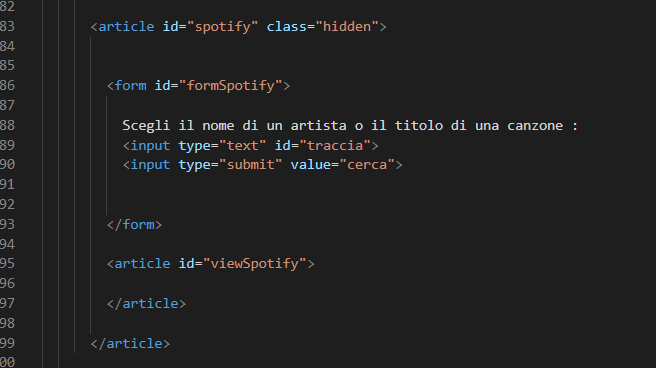 82
83 <article id="spotify" class="hidden">
84
85
86 <form id="formSpotify">
87
88 Scegli il nome di un artista o il titolo di una canzone :
89 <input type="text" id="traccia">
90 <input type="submit" value="cerca">
91
92
93 </form>
94
95 <article id="viewSpotify">
96
97 </article>
98
99 </article>
00